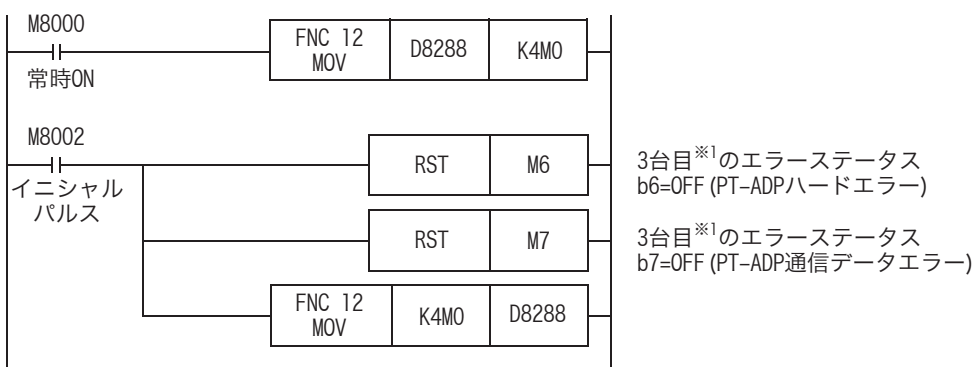 M8000
FNC 12
MOV
D8288
K4M0
常時ON
M8002
RST
M6
3台目※1のエラーステータス
b6=OFF (PT-ADPハードエラー)
イニシャル
パルス
RST
M7
3台目※1のエラーステータス
b7=OFF (PT-ADP通信データエラー)
FNC 12
MOV
K4M0
D8288